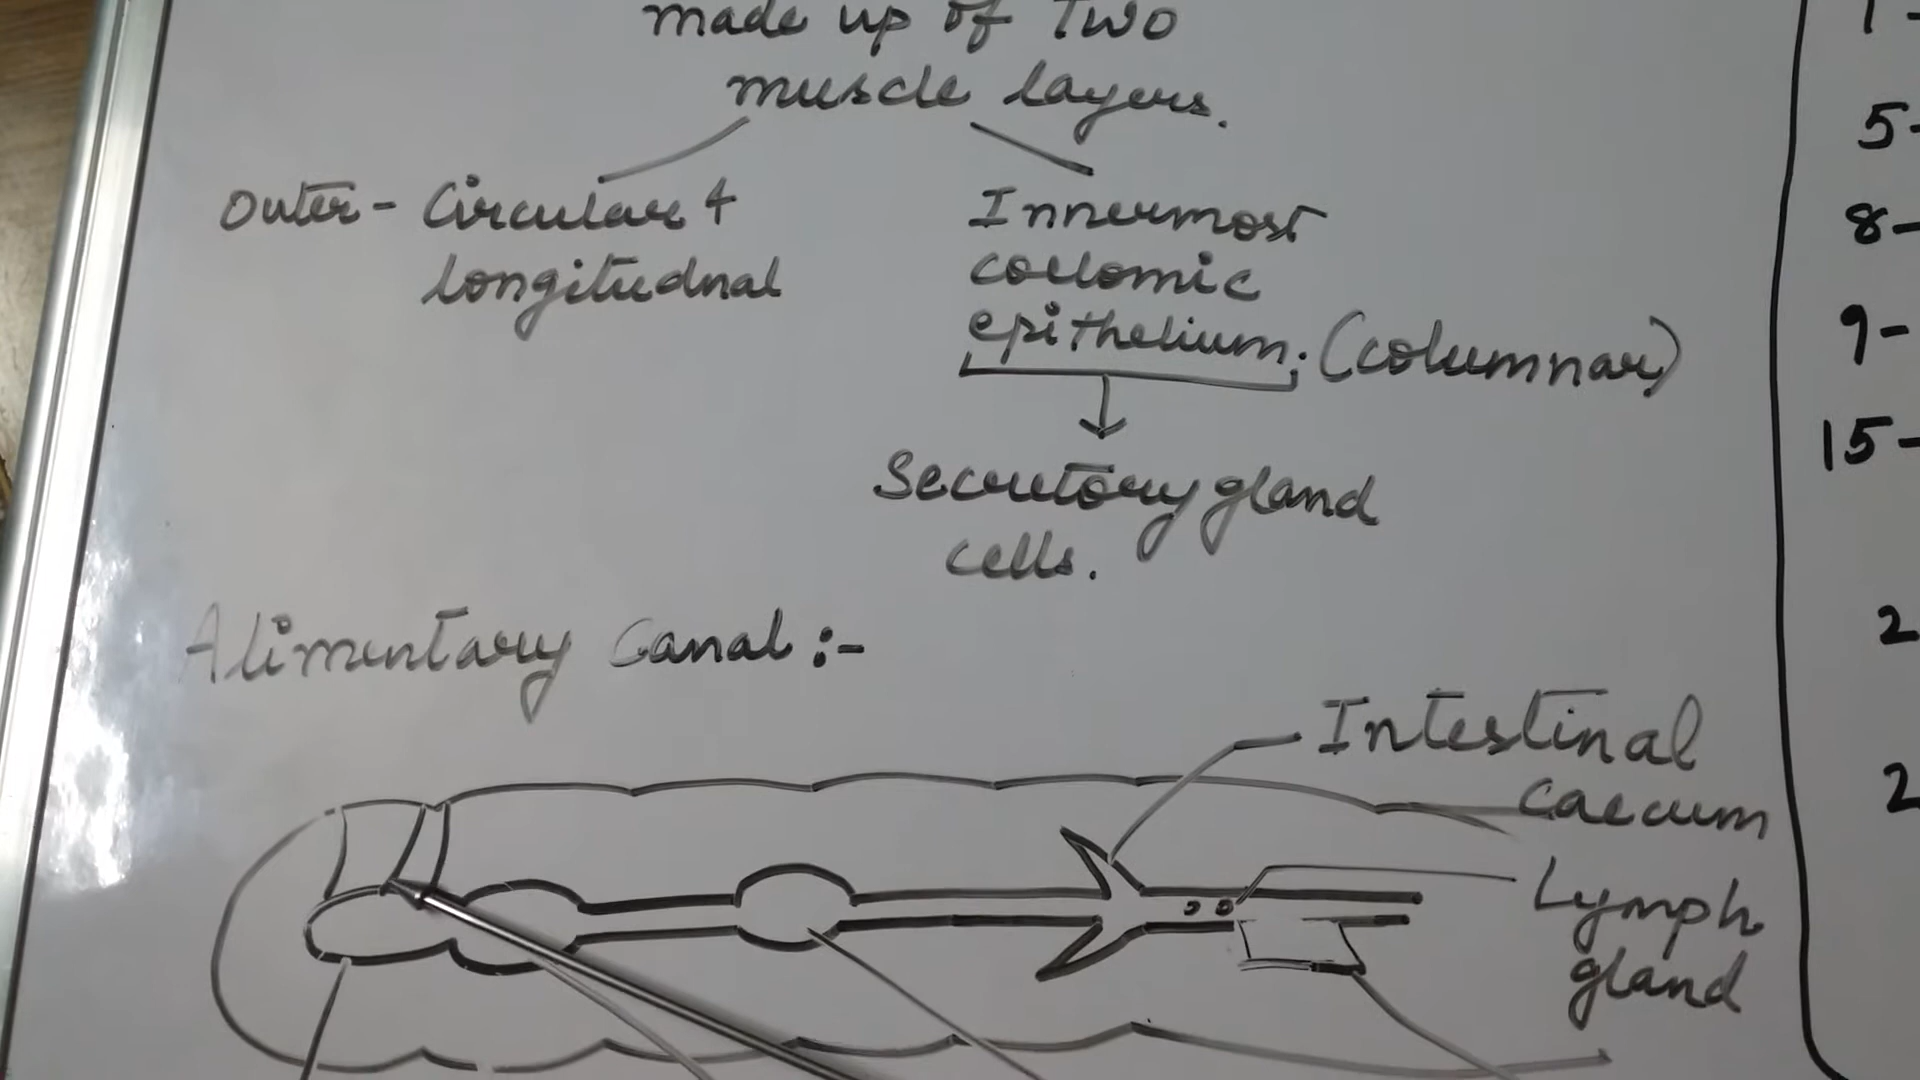 made up of Two
muscle layers.
Outer - Circular &
longitudnal
Innermost
coelomic
epithelium. (columnar)
Secretory gland
cells.
Alimentary Canal :-
Intestinal
caecum
Lymph
gland
1-
5-
8-
9-
15-
2
2